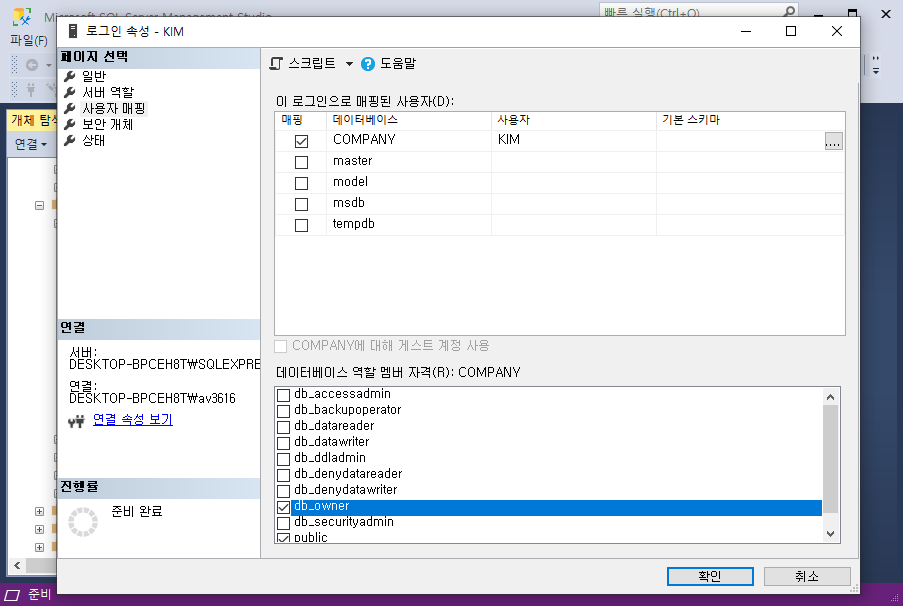 Microsoft SQL Server Management Studio
빠른 실행(Ctrl+Q)
로그인 속성 - KIM
파일(F)
페이지 선택
일반
서버 역할
사용자 매핑
보안 개체
상태
스크립트
도움말
개체 탐색
연결
이 로그인으로 매핑된 사용자(D):
매핑 데이터베이스 사용자 기본 스키마
COMPANY KIM ....
master
model
msdb
tempdb
연결
서버:
DESKTOP-BPCEH8T₩SQLEXPRE
연결:
DESKTOP-BPCEH8T₩av3616
연결 속성 보기
COMPANY에 대해 게스트 계정 사용
데이터베이스 역할 멤버 자격(R): COMPANY
db_accessadmin
db_backupoperator
db_datareader
db_datawriter
db_ddladmin
db_denydatareader
db_denydatawriter
db_owner
db_securityadmin
public
진행률
준비 완료
확인
취소
준비